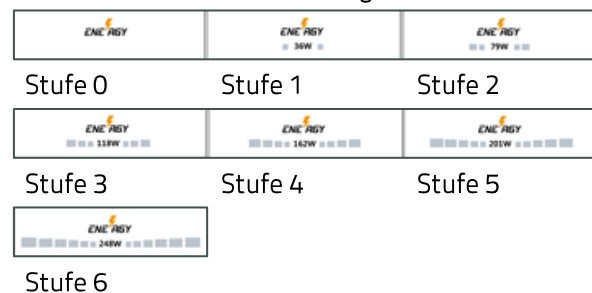 ENERGY ENERGY ENERGY
36W 79W
Stufe 0 Stufe 1 Stufe 2
ENERGY ENERGY ENERGY
118W 162W 201W
Stufe 3 Stufe 4 Stufe 5
ENERGY
248W
Stufe 6